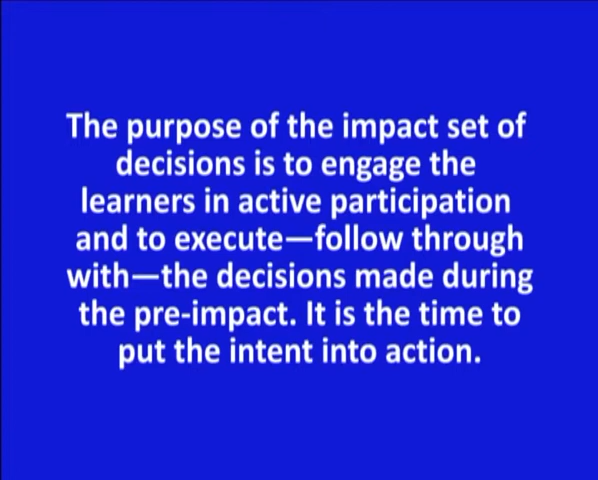 The purpose of the impact set of
decisions is to engage the
learners in active participation
and to execute—follow through
with—the decisions made during
the pre-impact. It is the time to
put the intent into action.